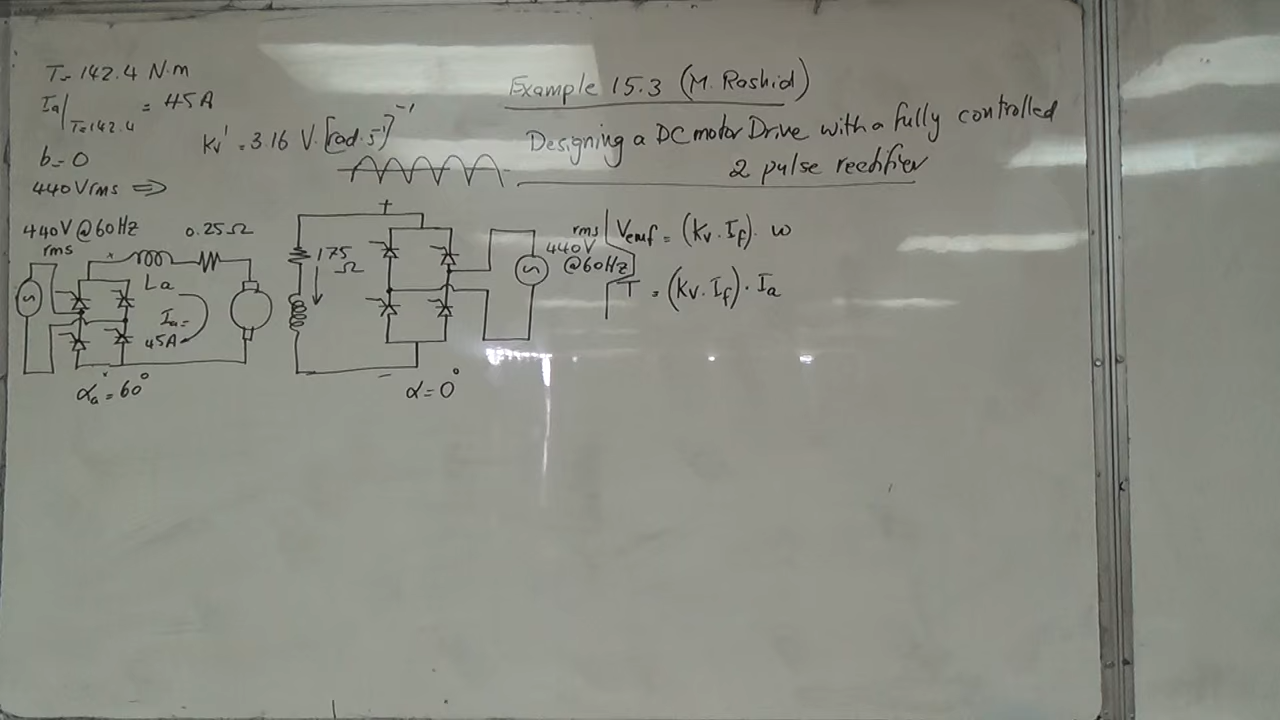 T= 142.4 N.m
Ia|T=142.4 = 45A
Kv' = 3.16 V.[rad.s⁻¹]⁻¹
b=0
440Vrms ⇒
Example 15.3 (M. Rashid)
Designing a DC motor Drive with a fully controlled
2 pulse rectifier
440V@60Hz
rms
0.25Ω
La
Ia=
45A
αa=60°
+
175
Ω
−
α=0°
rms
440V
@60Hz
Vemf = (Kv.If).ω
T = (Kv.If).Ia